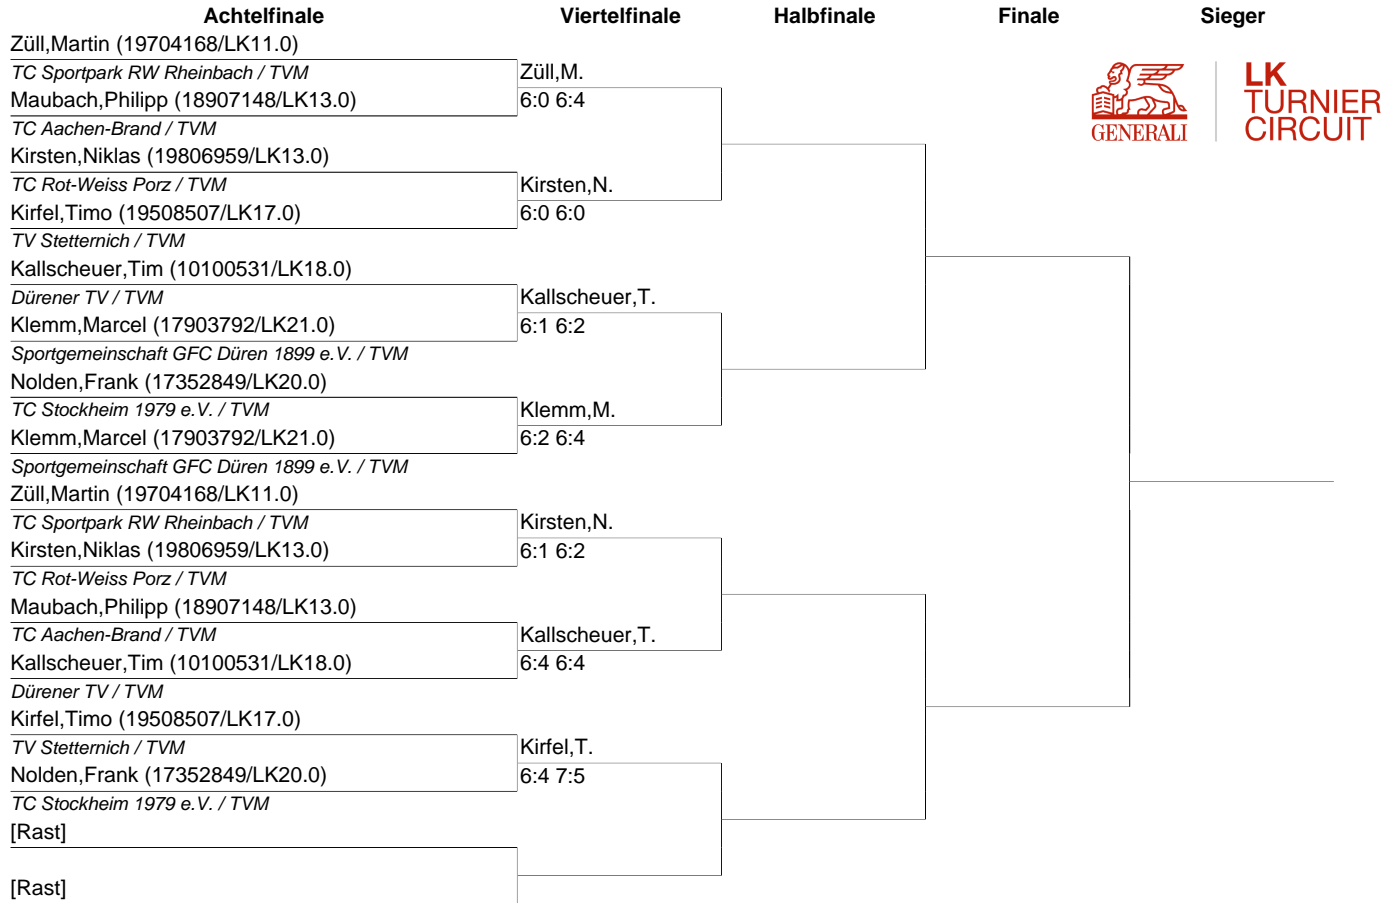 Achtelfinale Viertelfinale Halbfinale Finale Sieger
Züll,Martin (19704168/LK11.0)
TC Sportpark RW Rheinbach / TVM Züll,M.
Maubach,Philipp (18907148/LK13.0) 6:0 6:4
TC Aachen-Brand / TVM
Kirsten,Niklas (19806959/LK13.0)
TC Rot-Weiss Porz / TVM Kirsten,N.
Kirfel,Timo (19508507/LK17.0) 6:0 6:0
TV Stetternich / TVM
Kallscheuer,Tim (10100531/LK18.0)
Dürener TV / TVM Kallscheuer,T.
Klemm,Marcel (17903792/LK21.0) 6:1 6:2
Sportgemeinschaft GFC Düren 1899 e.V. / TVM
Nolden,Frank (17352849/LK20.0)
TC Stockheim 1979 e.V. / TVM Klemm,M.
Klemm,Marcel (17903792/LK21.0) 6:2 6:4
Sportgemeinschaft GFC Düren 1899 e.V. / TVM
Züll,Martin (19704168/LK11.0)
TC Sportpark RW Rheinbach / TVM Kirsten,N.
Kirsten,Niklas (19806959/LK13.0) 6:1 6:2
TC Rot-Weiss Porz / TVM
Maubach,Philipp (18907148/LK13.0)
TC Aachen-Brand / TVM Kallscheuer,T.
Kallscheuer,Tim (10100531/LK18.0) 6:4 6:4
Dürener TV / TVM
Kirfel,Timo (19508507/LK17.0)
TV Stetternich / TVM Kirfel,T.
Nolden,Frank (17352849/LK20.0) 6:4 7:5
TC Stockheim 1979 e.V. / TVM
[Rast]
[Rast]
GENERALI
LK
TURNIER
CIRCUIT